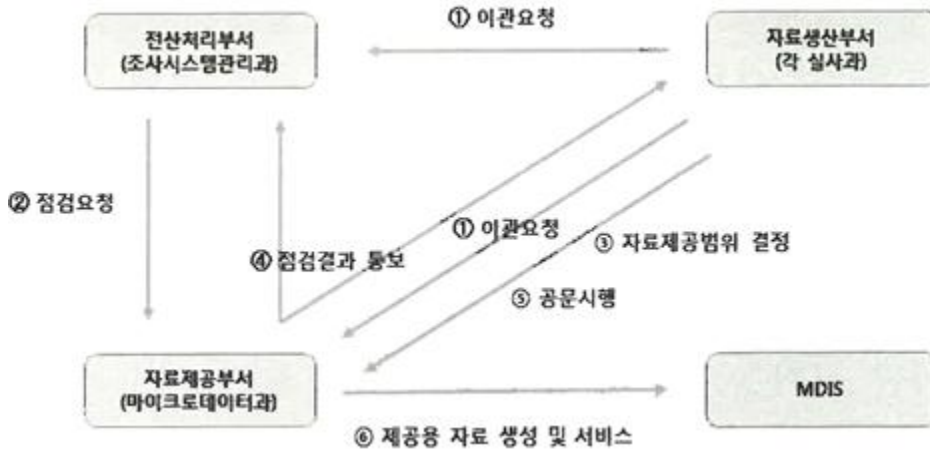 ① 이관요청
전산처리부서
(조사시스템관리과)
자료생산부서
(각 실사과)
② 점검요청
① 이관요청
③ 자료제공범위 결정
④ 점검결과 통보
⑤ 공문시행
자료제공부서
(마이크로데이터과)
MDIS
⑥ 제공용 자료 생성 및 서비스